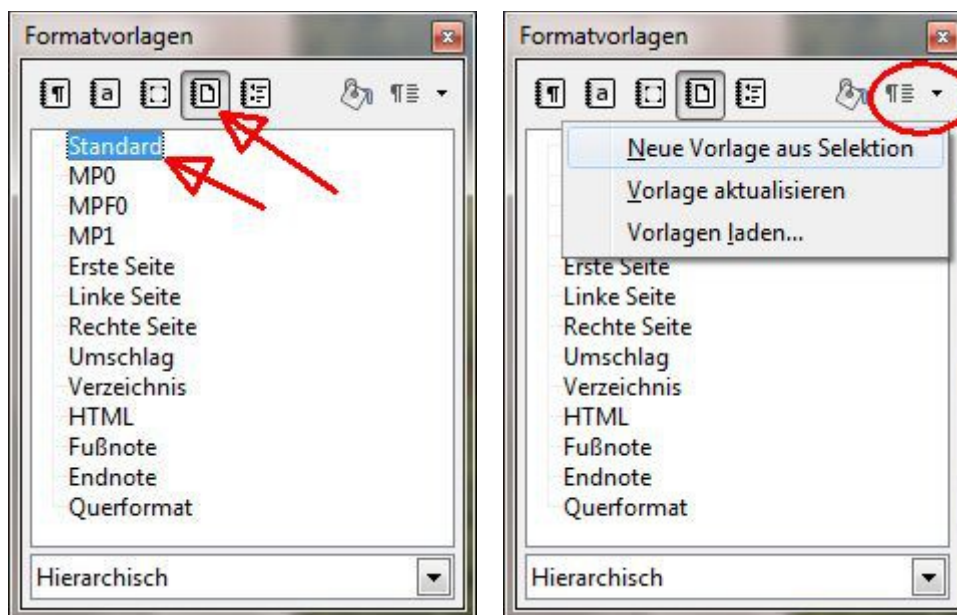 Formatvorlagen
Standard
MP0
MPF0
MP1
Erste Seite
Linke Seite
Rechte Seite
Umschlag
Verzeichnis
HTML
Fußnote
Endnote
Querformat
Hierarchisch
Formatvorlagen
Neue Vorlage aus Selektion
Vorlage aktualisieren
Vorlagen laden...
Erste Seite
Linke Seite
Rechte Seite
Umschlag
Verzeichnis
HTML
Fußnote
Endnote
Querformat
Hierarchisch